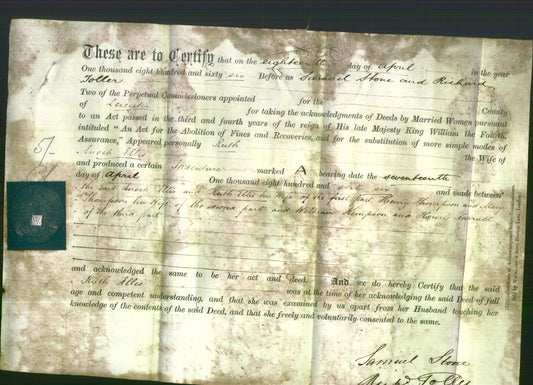 These are to Certify that on the eighteenth day of April in the year
One thousand eight hundred and sixty six Before us Samuel Stone and Richard
Toller
Two of the Perpetual Commissioners appointed for the County
of Leicester for taking the acknowledgments of Deeds by Married Women pursuant
to an Act passed in the third and fourth years of the reign of His late Majesty King William the Fourth,
intituled "An Act for the Abolition of Fines and Recoveries, and for the substitution of more simple modes of
Assurance," Appeared personally Ruth
Enoch Iles the Wife of
and produced a certain Indenture marked A bearing date the seventeenth
day of April One thousand eight hundred and sixty six and made between
the said Enoch Iles and Ruth Iles his Wife of the first part Henry Thompson and
Thompson his Wife of the second part and William Kempson and
of the third part
and acknowledged the same to be her act and deed. And we do hereby Certify that the said
Ruth Iles was at the time of her acknowledging the said Deed of full
age and competent understanding, and that she was examined by us apart from her Husband touching her
knowledge of the contents of the said Deed, and that she freely and voluntarily consented to the same.
Samuel Stone
Rich'd Toller
5/-